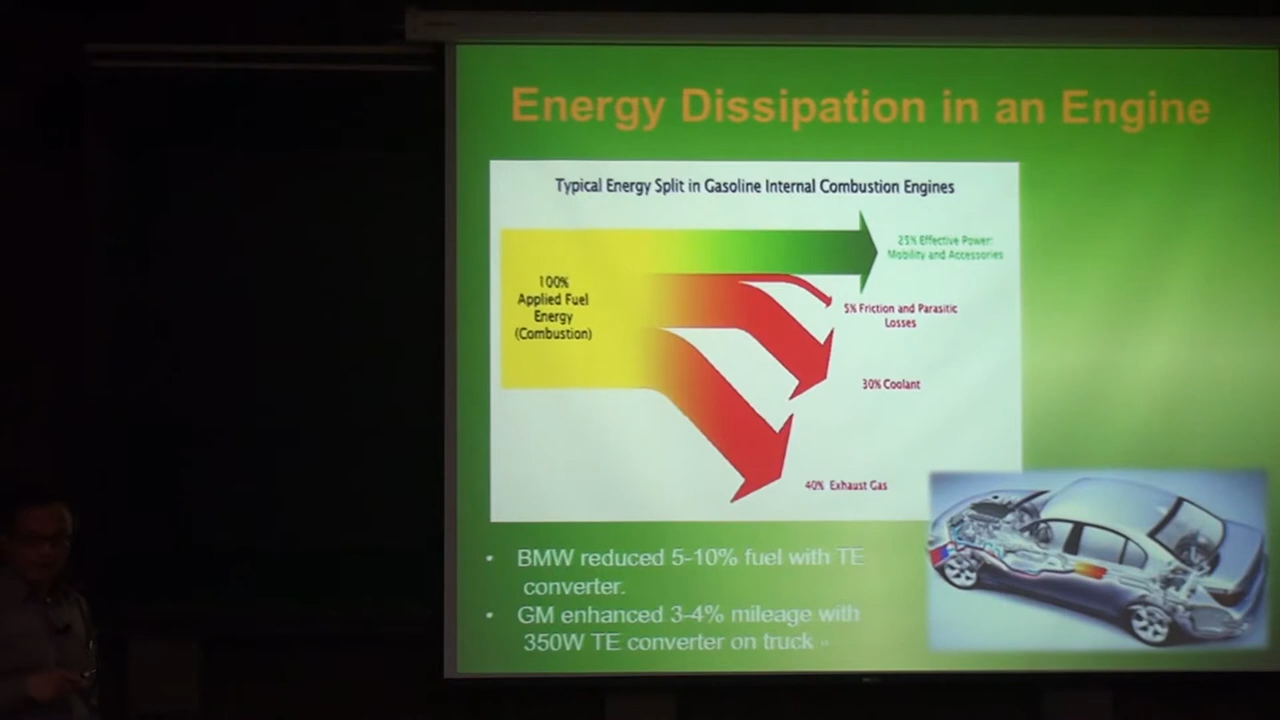 Energy Dissipation in an Engine
Typical Energy Split in Gasoline Internal Combustion Engines
100%
Applied Fuel
Energy
(Combustion)
25% Effective Power:
Mobility and Accessories
5% Friction and Parasitic
Losses
30% Coolant
40% Exhaust Gas
• BMW reduced 5-10% fuel with TE
converter.
• GM enhanced 3-4% mileage with
350W TE converter on truck